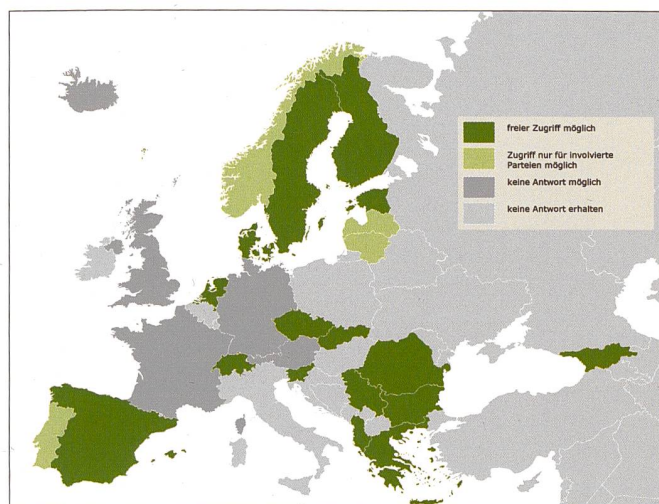 freier Zugriff möglich
Zugriff nur für involvierte
Parteien möglich
keine Antwort möglich
keine Antwort erhalten